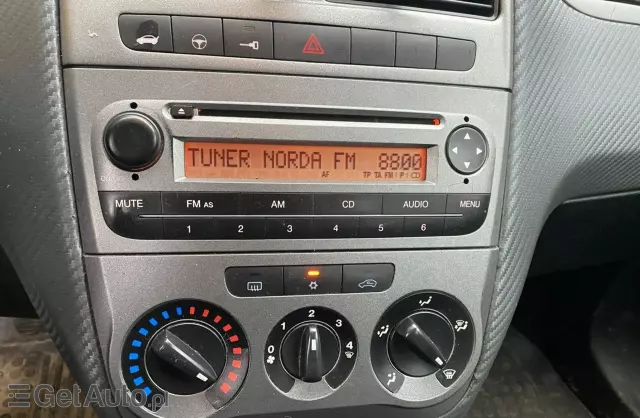 TUNER NORDA FM 8800
AF TP TA FM I P CD
MUTE FM AS AM CD AUDIO MENU
1 2 3 4 5 6
0 1 2 3 4
GetAuto.pl